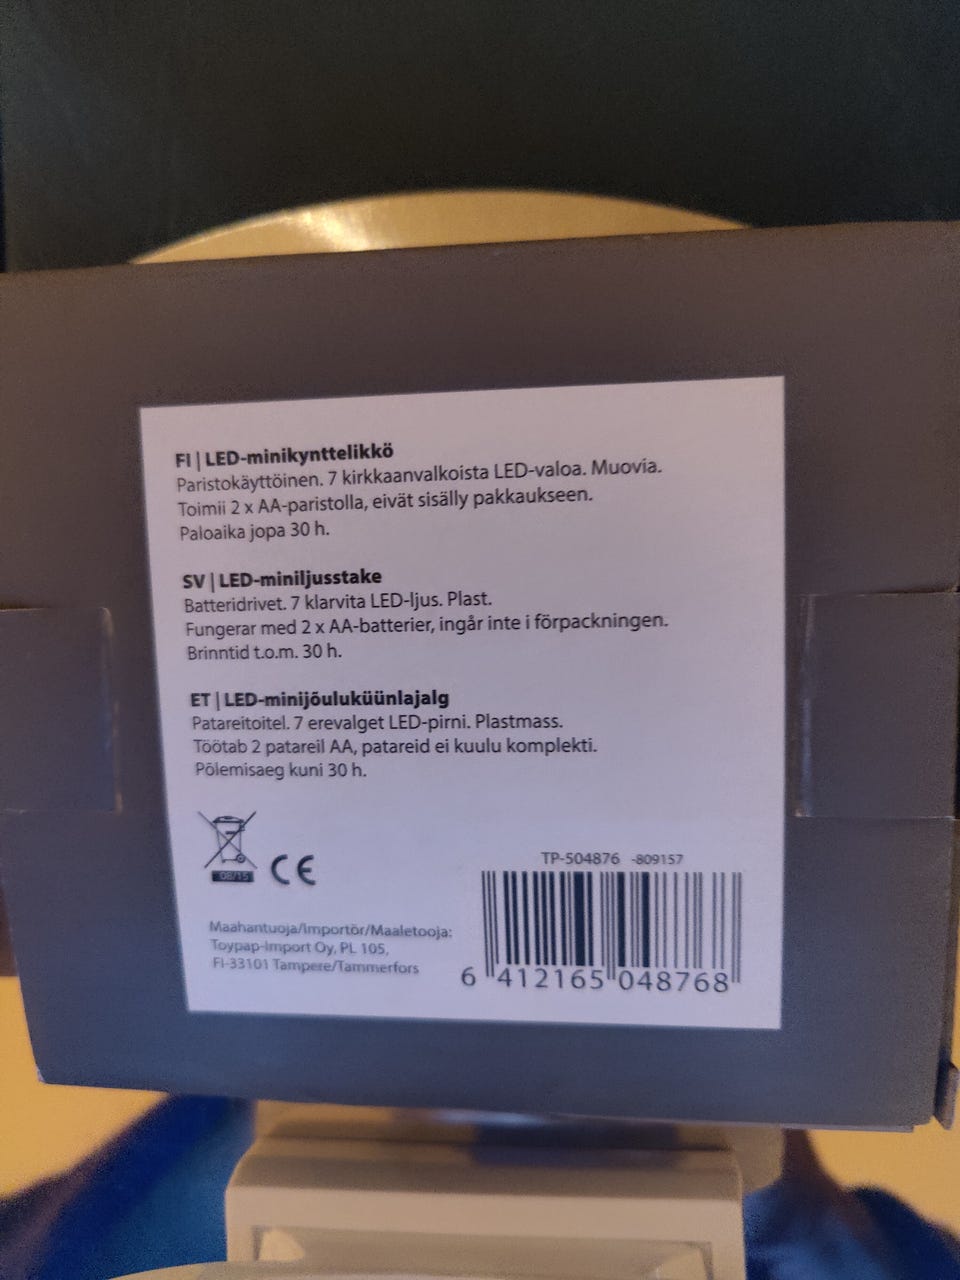 FI | LED-minikynttelikkö
Paristokäyttöinen. 7 kirkkaanvalkoista LED-valoa. Muovia.
Toimii 2 x AA-paristolla, eivät sisälly pakkaukseen.
Paloaika jopa 30 h.
SV | LED-miniljusstake
Batteridrivet. 7 klarvita LED-ljus. Plast.
Fungerar med 2 x AA-batterier, ingår inte i förpackningen.
Brinntid t.o.m. 30 h.
ET | LED-minijõuluküünlajalg
Patareitoitel. 7 erevalget LED-pirni. Plastmass.
Töötab 2 patareil AA, patareid ei kuulu komplekti.
Põlemisaeg kuni 30 h.
08/15
CE
Maahantuoja/Importör/Maaletooja:
Toypap-Import Oy, PL 105,
FI-33101 Tampere/Tammerfors
TP-504876 -809157
6 412165 048768